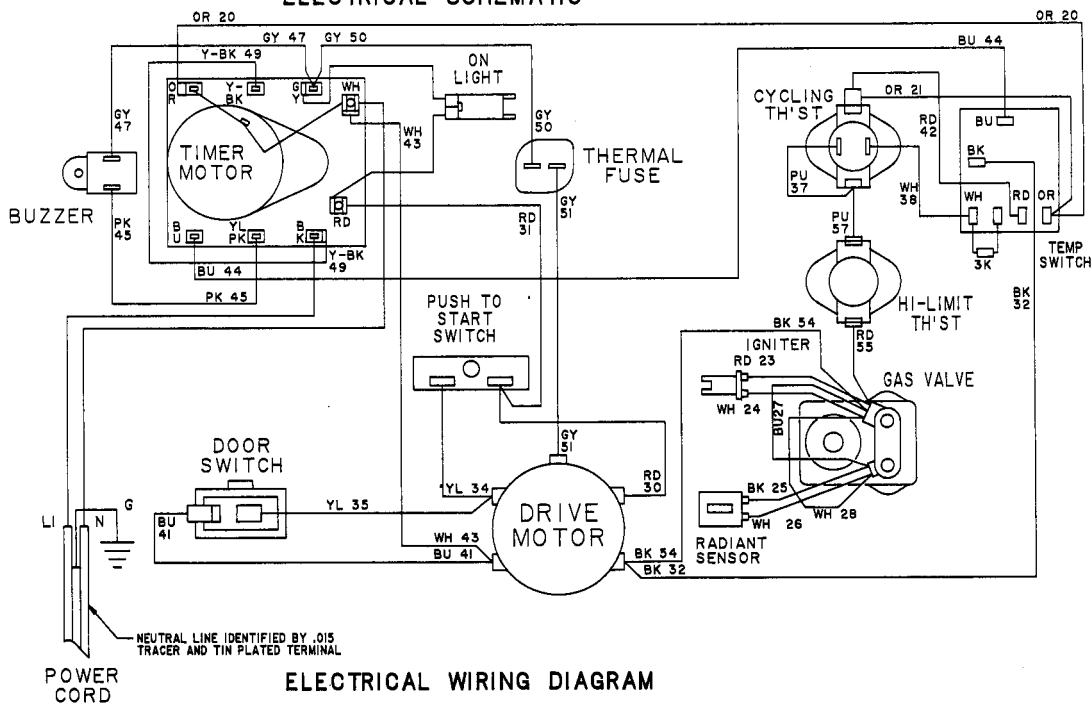 ELECTRICAL SCHEMATIC
OR 20
OR 20
GY 47
GY 50
Y-BK 49
BU 44
ON
LIGHT
O
R
Y-
BK
G
Y
WH
CYCLING
TH'ST
OR 21
GY
47
WH
43
GY
50
RD
42
BU
BK
TIMER
MOTOR
THERMAL
FUSE
PU
37
WH
38
WH
RD
OR
BUZZER
PK
45
GY
51
RD
RD
31
PU
57
3K
TEMP
SWITCH
B
U
YL
PK
B
K
Y-BK
49
BU 44
PK 45
BK
32
HI-LIMIT
TH'ST
PUSH TO
START
SWITCH
BK 54
RD
55
IGNITER
RD 23
GAS VALVE
WH 24
BU27
DOOR
SWITCH
GY
51
YL 34
RD
30
BK 25
YL 35
WH 26
WH 28
DRIVE
MOTOR
RADIANT
SENSOR
LI
N
G
BU
41
WH 43
BU 41
BK 54
BK 32
NEUTRAL LINE IDENTIFIED BY .015
TRACER AND TIN PLATED TERMINAL
POWER
CORD
ELECTRICAL WIRING DIAGRAM